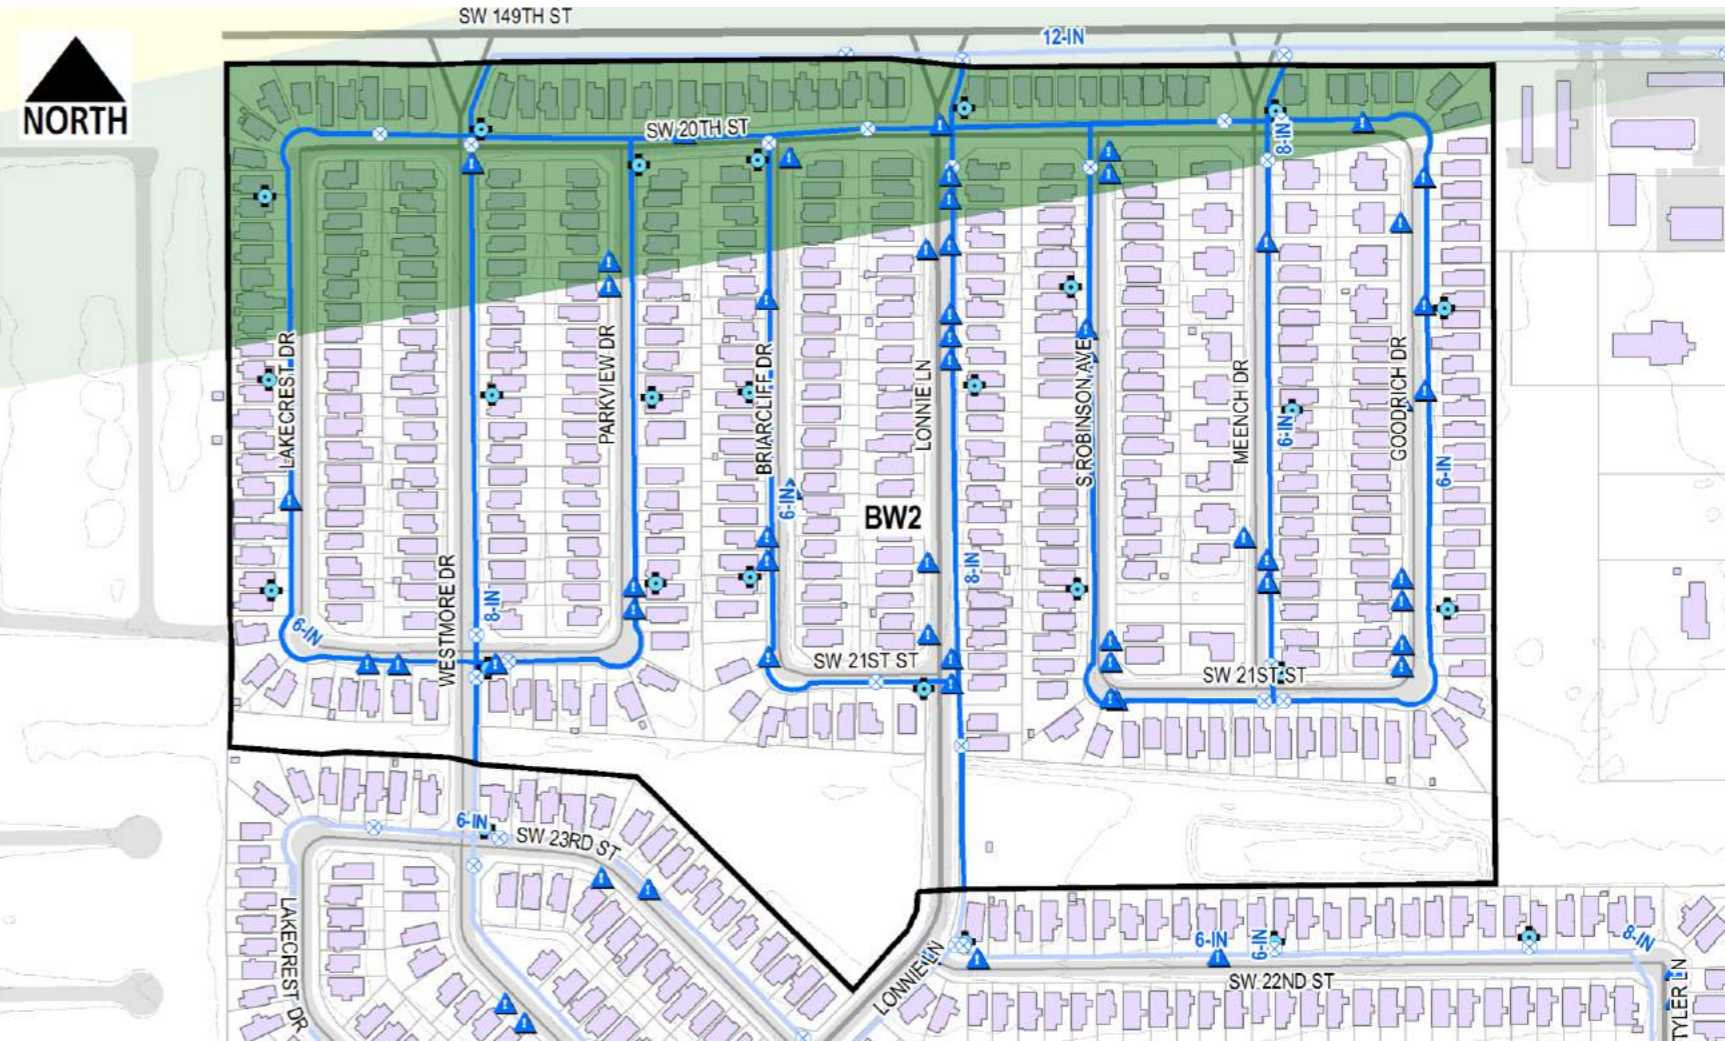 SW 149TH ST
12-IN
NORTH
SW 20TH ST
8-IN
LAKECREST DR
PARKVIEW DR
BRIARCLIFF DR
LONNIE LN
S ROBINSON AVE
MEENCH DR
GOODRICH DR
6-IN
6-IN
6-IN
BW2
WESTMORE DR
8-IN
8-IN
6-IN
SW 21ST ST
SW 21ST ST
6-IN
SW 23RD ST
LAKECREST DR
LONNIE LN
6-IN
6-IN
8-IN
SW 22ND ST
TYLER LN